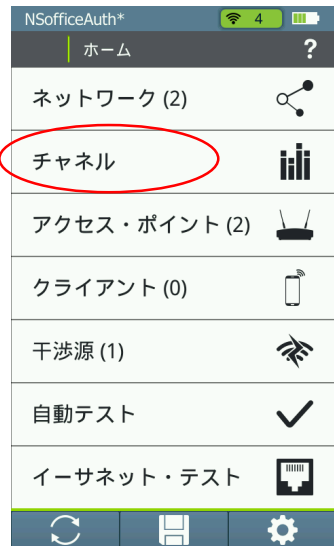 NSofficeAuth* 4
ホーム ?
ネットワーク (2)
チャネル
アクセス・ポイント (2)
クライアント (0)
干渉源 (1)
自動テスト
イーサネット・テスト